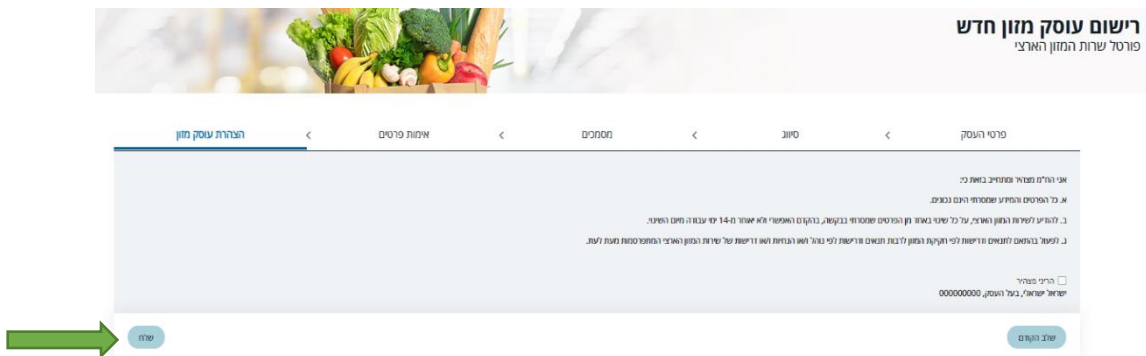 רישום עוסק מזון חדש
פורטל שרות המזון הארצי
פרטי העסק > סיווג > מסמכים > אימות פרטים > הצהרת עוסק מזון
אני הח"מ מצהיר ומתחייב בזאת כי:
א. כל הפרטים והמידע שמסרתי הינם נכונים.
ב. להודיע לשירות המזון הארצי, על כל שינוי באחד מן הפרטים שמסרתי בבקשה, בהקדם האפשרי ולא יאוחר מ-14 ימי עבודה מיום השינוי.
ג. לפעול בהתאם לתנאים ודרישות לפי חקיקת המזון לרבות תנאים ודרישות לפי נוהל ו/או הנחיות ו/או דרישות של שירות המזון הארצי המתפרסמות מעת לעת.
הריני מצהיר
ישראל ישראלי, בעל העסק, 000000000
שלב הקודם
שלח